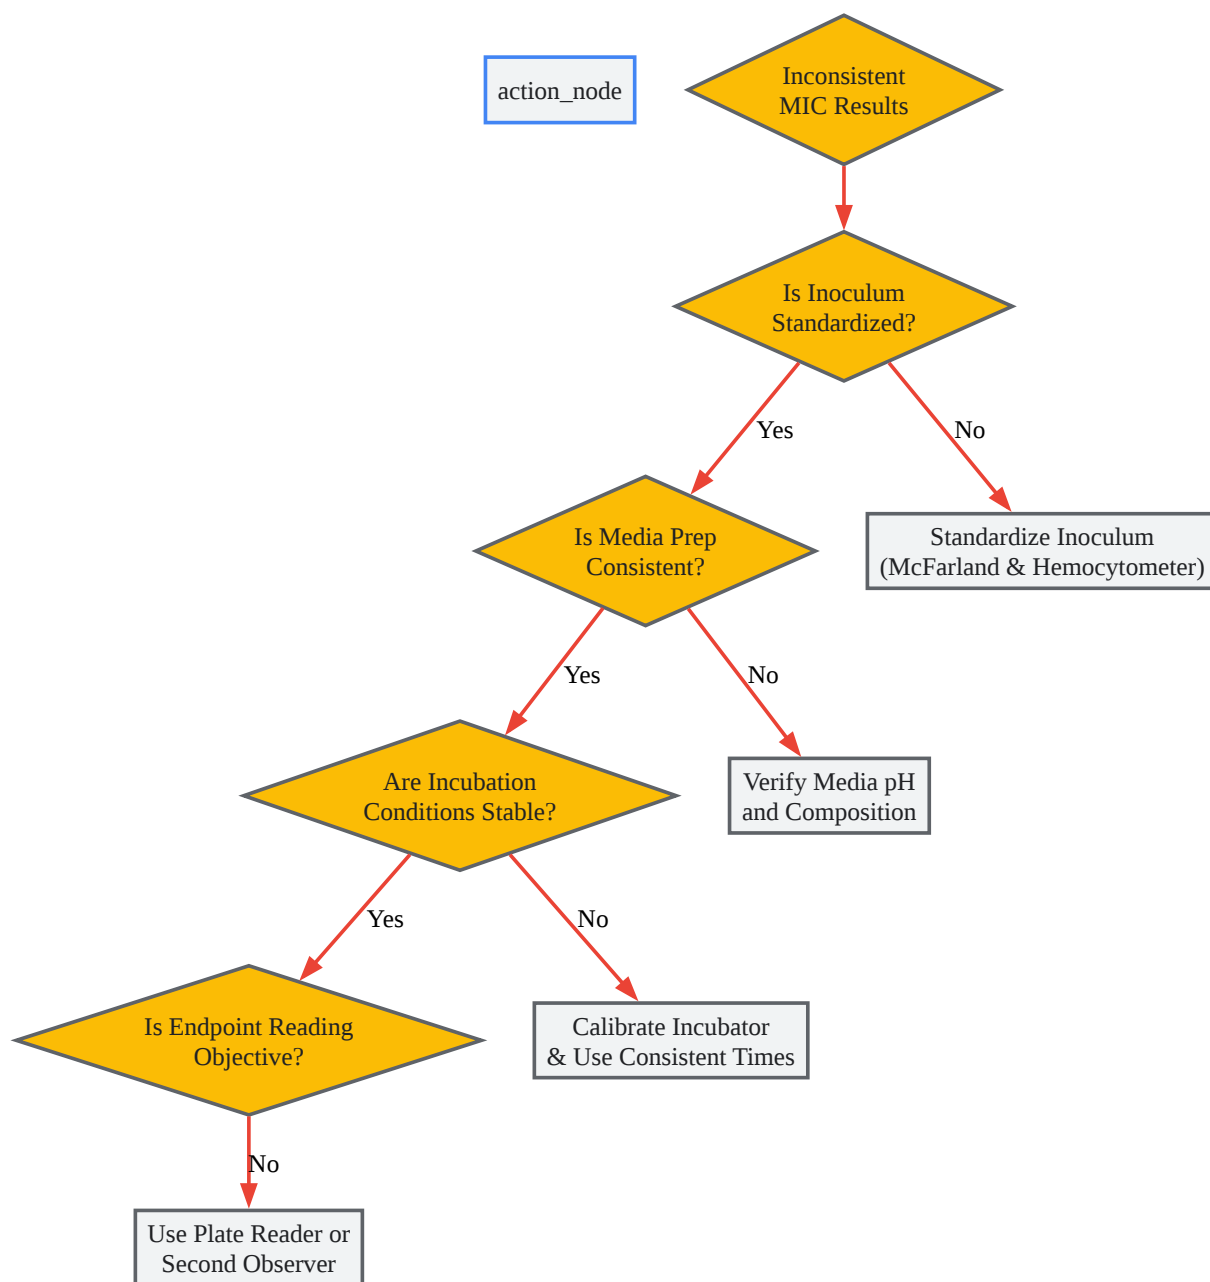 action_node
Inconsistent
MIC Results
Is Inoculum
Standardized?
Yes
No
Is Media Prep
Consistent?
Standardize Inoculum
(McFarland & Hemocytometer)
Yes
No
Are Incubation
Conditions Stable?
Verify Media pH
and Composition
Yes
No
Is Endpoint Reading
Objective?
Calibrate Incubator
& Use Consistent Times
No
Use Plate Reader or
Second Observer